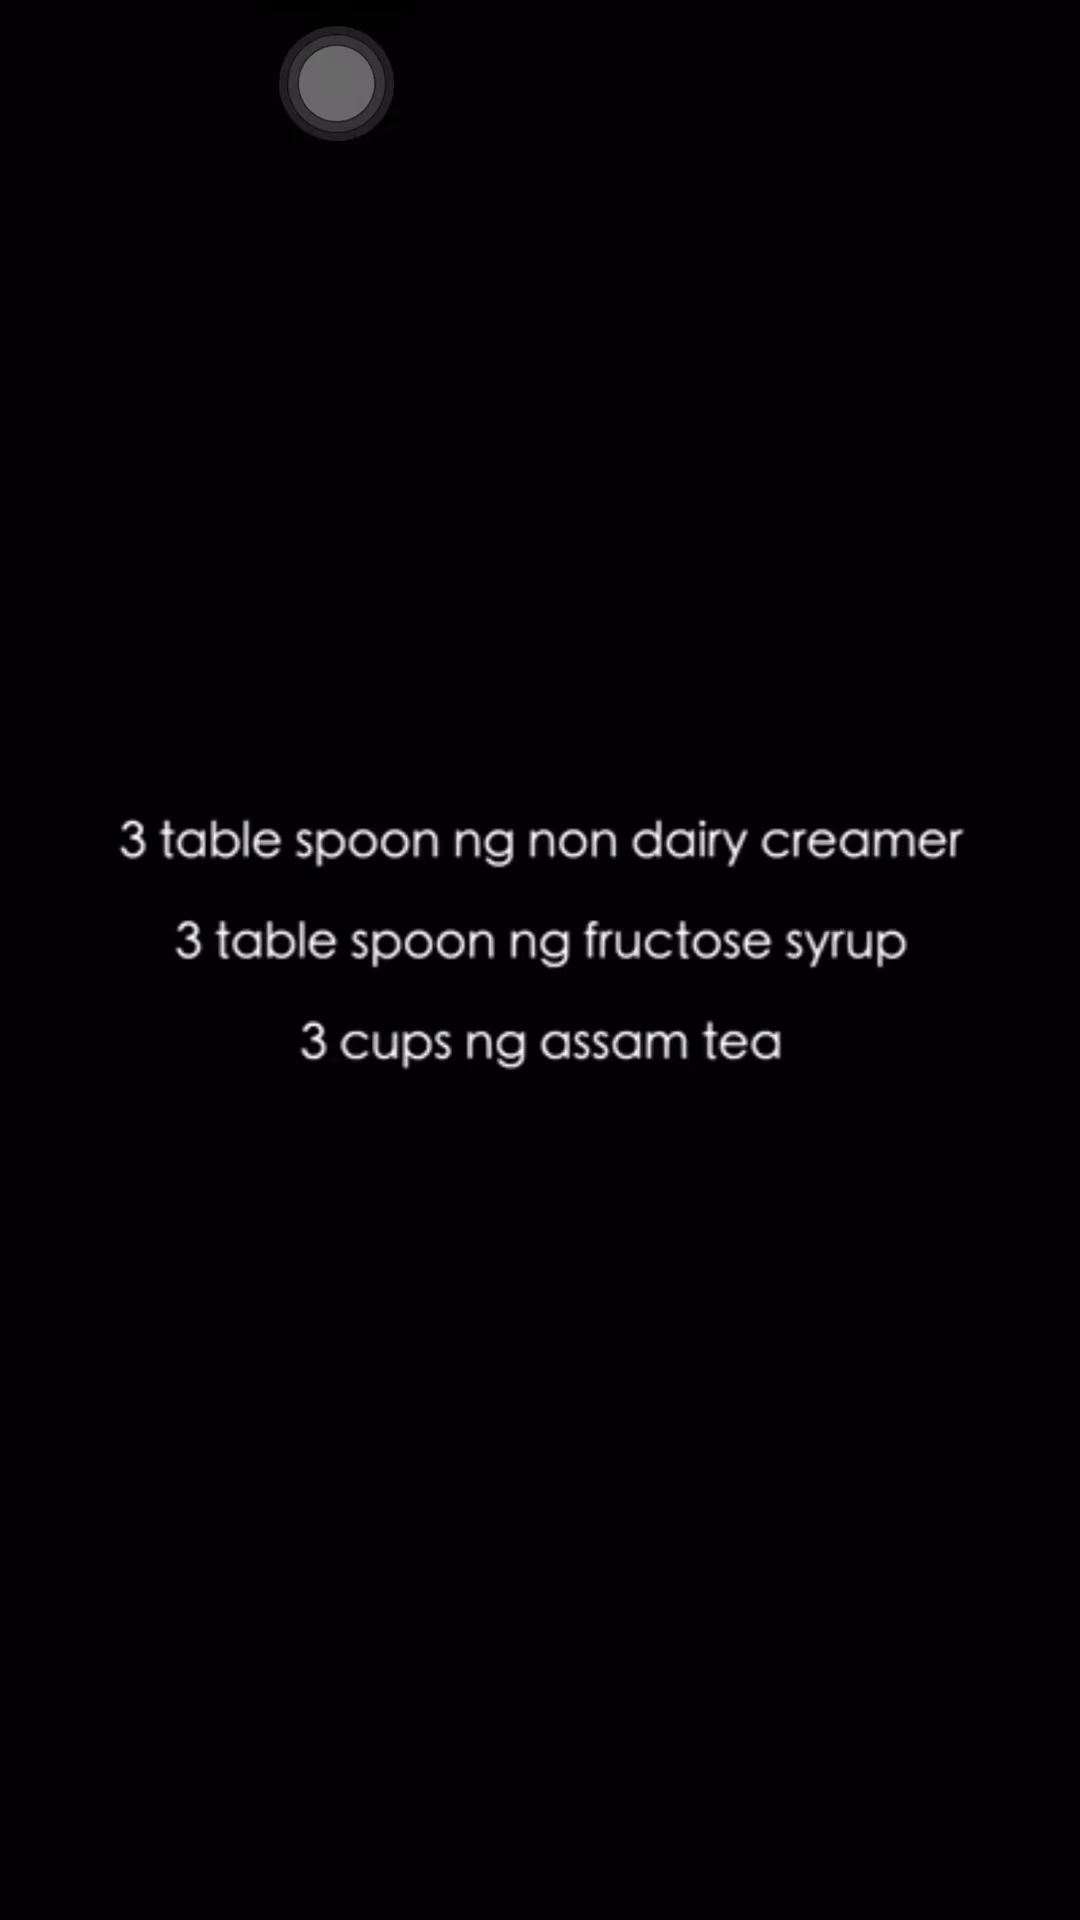 3 table spoon ng non dairy creamer
3 table spoon ng fructose syrup
3 cups ng assam tea